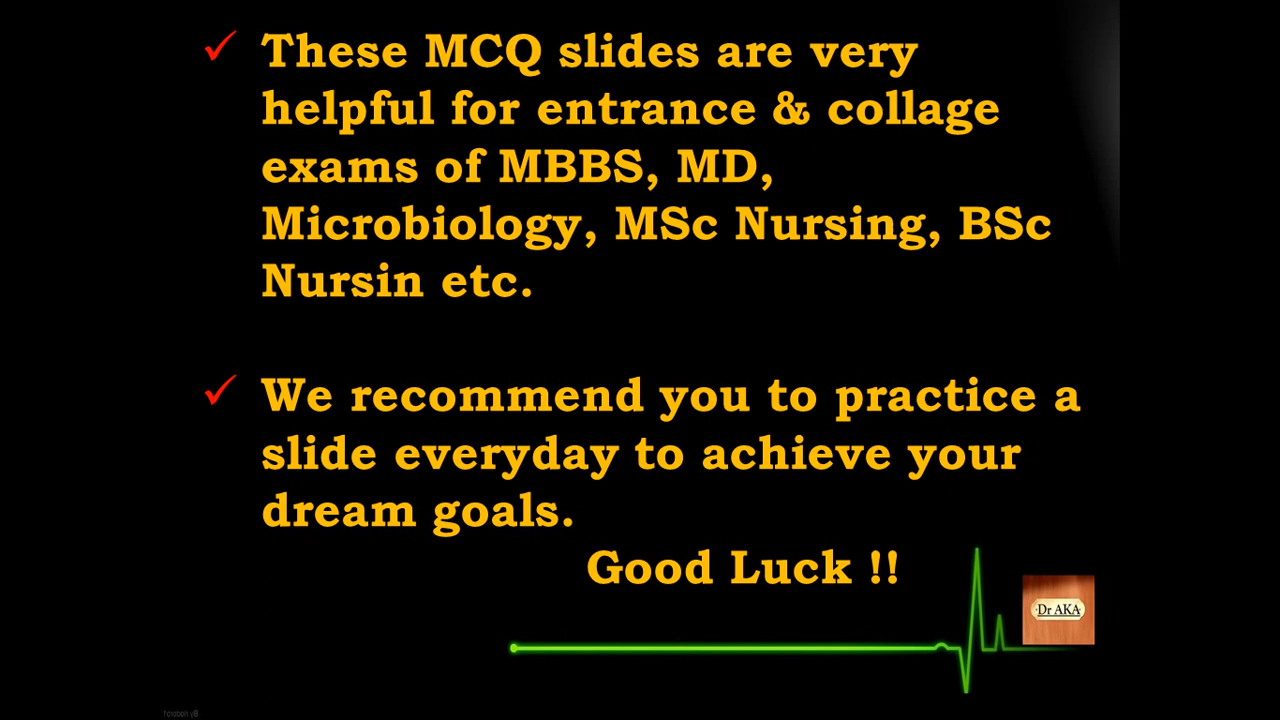 ✓ These MCQ slides are very
helpful for entrance & collage
exams of MBBS, MD,
Microbiology, MSc Nursing, BSc
Nursin etc.
✓ We recommend you to practice a
slide everyday to achieve your
dream goals.
Good Luck !!
Dr AKA